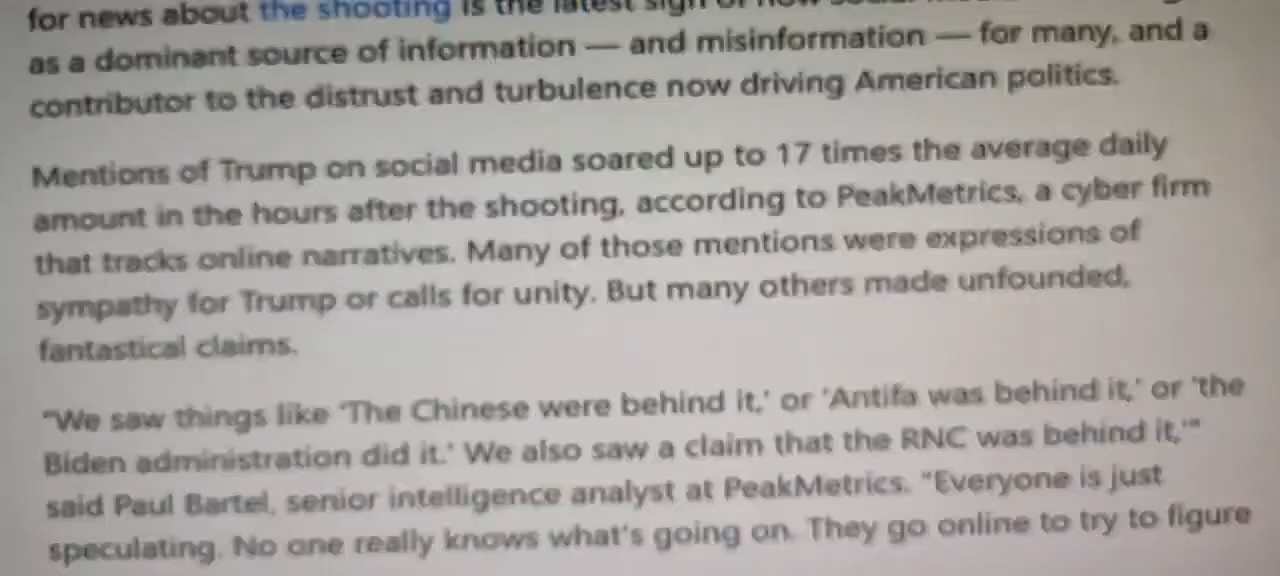 for news about the shooting is the latest sign of how social
as a dominant source of information — and misinformation — for many, and a
contributor to the distrust and turbulence now driving American politics.
Mentions of Trump on social media soared up to 17 times the average daily
amount in the hours after the shooting, according to PeakMetrics, a cyber firm
that tracks online narratives. Many of those mentions were expressions of
sympathy for Trump or calls for unity. But many others made unfounded,
fantastical claims.
“We saw things like ‘The Chinese were behind it,’ or ‘Antifa was behind it,’ or ‘the
Biden administration did it.’ We also saw a claim that the RNC was behind it,’”
said Paul Bartel, senior intelligence analyst at PeakMetrics. “Everyone is just
speculating. No one really knows what's going on. They go online to try to figure